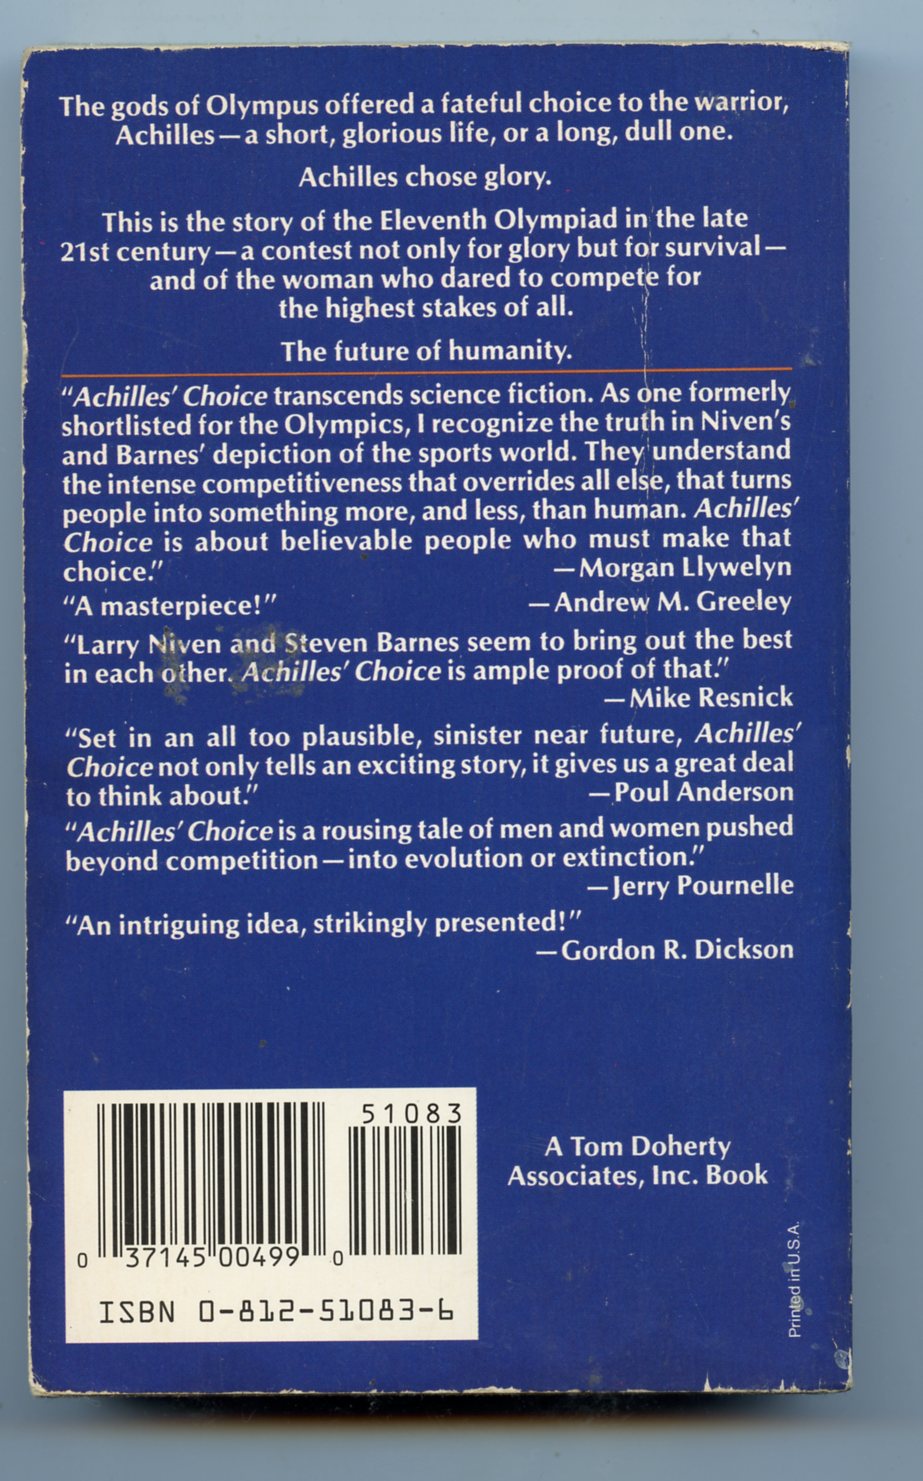 The gods of Olympus offered a fateful choice to the warrior,
Achilles—a short, glorious life, or a long, dull one.
Achilles chose glory.
This is the story of the Eleventh Olympiad in the late
21st century—a contest not only for glory but for survival—
and of the woman who dared to compete for
the highest stakes of all.
The future of humanity.
“Achilles’ Choice transcends science fiction. As one formerly
shortlisted for the Olympics, I recognize the truth in Niven’s
and Barnes’ depiction of the sports world. They understand
the intense competitiveness that overrides all else, that turns
people into something more, and less, than human. Achilles’
Choice is about believable people who must make that
choice.” —Morgan Llywelyn
“A masterpiece!” —Andrew M. Greeley
“Larry Niven and Steven Barnes seem to bring out the best
in each other. Achilles’ Choice is ample proof of that.”
—Mike Resnick
“Set in an all too plausible, sinister near future, Achilles’
Choice not only tells an exciting story, it gives us a great deal
to think about.” —Poul Anderson
“Achilles’ Choice is a rousing tale of men and women pushed
beyond competition—into evolution or extinction.”
—Jerry Pournelle
“An intriguing idea, strikingly presented!”
—Gordon R. Dickson
51083
0 37145 00499 0
ISBN 0-812-51083-6
A Tom Doherty
Associates, Inc. Book
Printed in U.S.A.